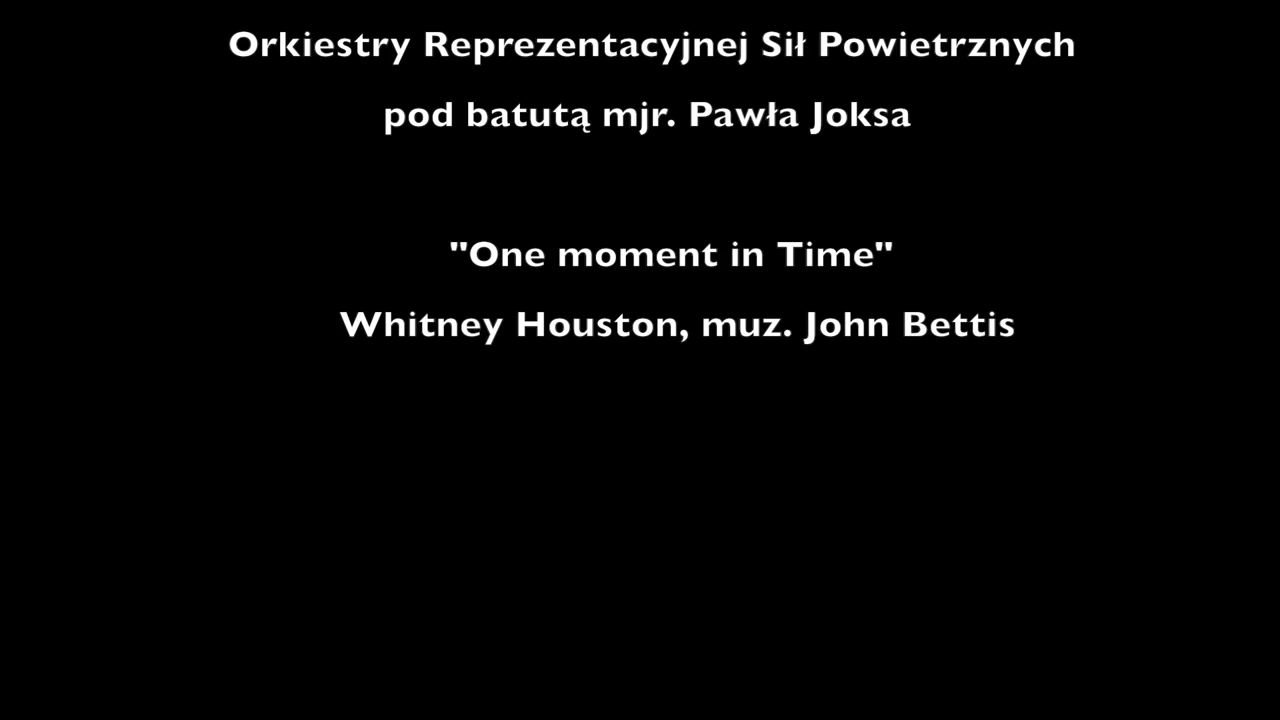 Orkiestry Reprezentacyjnej Sił Powietrznych
pod batutą mjr. Pawła Joksa
"One moment in Time"
Whitney Houston, muz. John Bettis